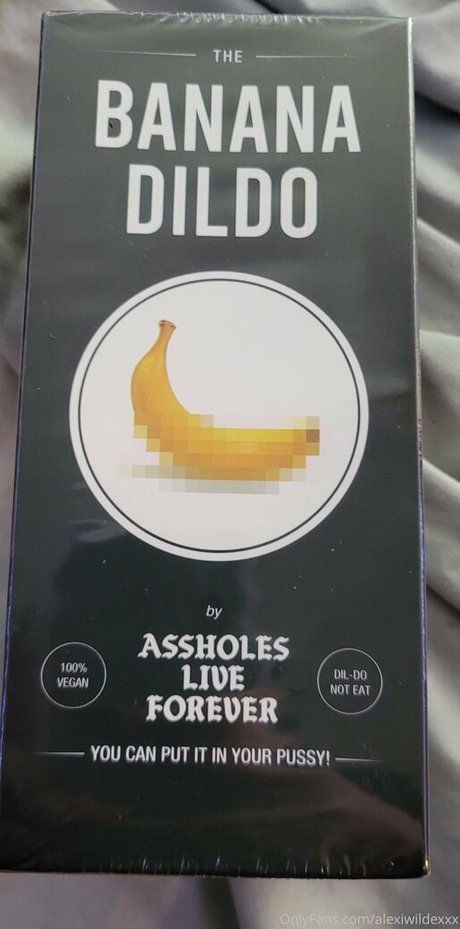 THE
BANANA
DILDO
by
ASSHOLES
LIVE
FOREVER
100%
VEGAN
DIL-DO
NOT EAT
YOU CAN PUT IT IN YOUR PUSSY!
OnlyFans.com/alexiwildexxx